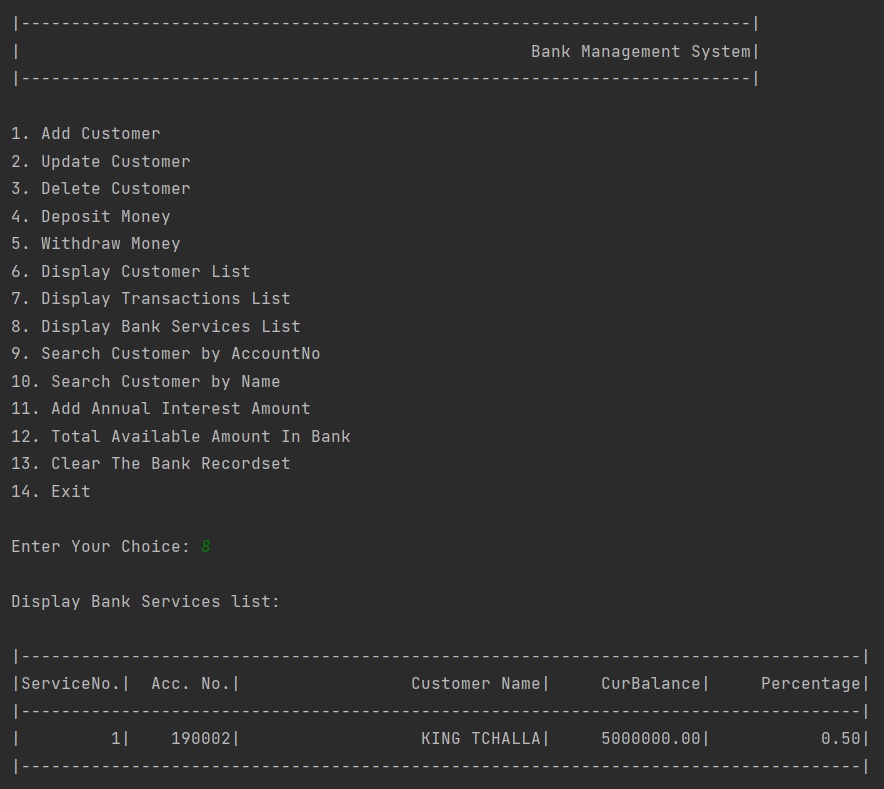 |-------------------------------------------------------------------------|
|                                                   Bank Management System|
|-------------------------------------------------------------------------|
1. Add Customer
2. Update Customer
3. Delete Customer
4. Deposit Money
5. Withdraw Money
6. Display Customer List
7. Display Transactions List
8. Display Bank Services List
9. Search Customer by AccountNo
10. Search Customer by Name
11. Add Annual Interest Amount
12. Total Available Amount In Bank
13. Clear The Bank Recordset
14. Exit
Enter Your Choice: 8
Display Bank Services list:
|------------------------------------------------------------------------------------|
|ServiceNo.|  Acc. No.|                 Customer Name|     CurBalance|     Percentage|
|------------------------------------------------------------------------------------|
|         1|    190002|                  KING TCHALLA|     5000000.00|           0.50|
|------------------------------------------------------------------------------------|